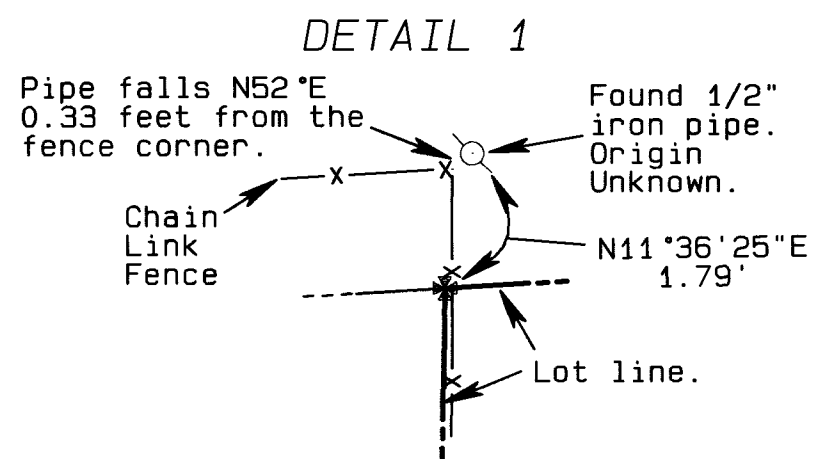 DETAIL 1
Pipe falls N52°E
0.33 feet from the
fence corner.
Found 1/2"
iron pipe.
Origin
Unknown.
Chain
Link
Fence
N11°36'25"E
1.79'
Lot line.